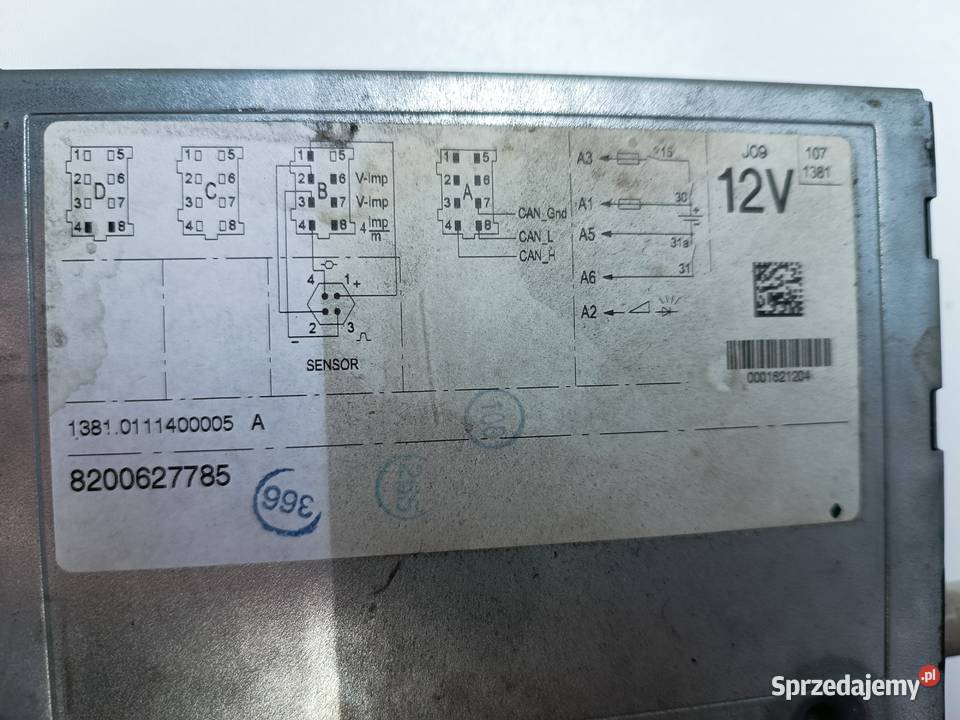 1 5
2 6
3 D 7
4 8
1 5
2 6
3 C 7
4 8
1 5
2 B 6 V-Imp
3 7 V-Imp
4 8 4 Imp/m
1 5
2 A 6
3 7
4 8
CAN_Gnd
CAN_L
CAN_H
4 1 +
2 3
-
SENSOR
A3 15
A1 30
+
A5 31a
A6 31
A2
J09
107
1381
12V
0001621204
1381.0111400005 A
8200627785
366
Sprzedajemy.pl